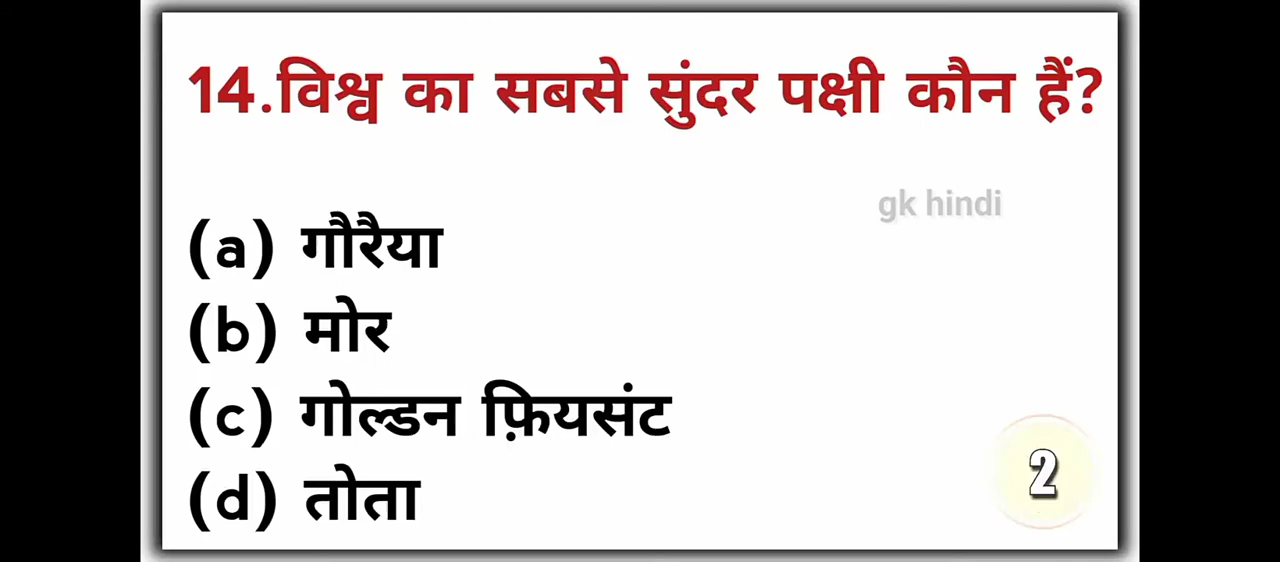 14.विश्व का सबसे सुंदर पक्षी कौन हैं?
gk hindi
(a) गौरैया
(b) मोर
(c) गोल्डन फ़ियसंट
(d) तोता
2